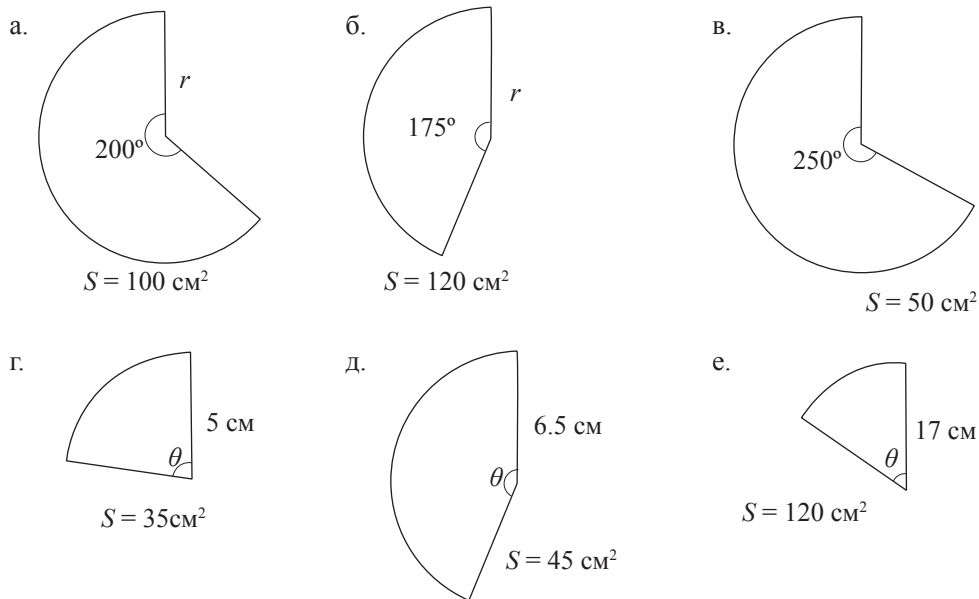 а. б. в.
r r
200º 175º 250º
S = 100 см² S = 120 см² S = 50 см²
г. д. е.
5 см 6.5 см 17 см
θ θ θ
S = 35см² S = 45 см² S = 120 см²